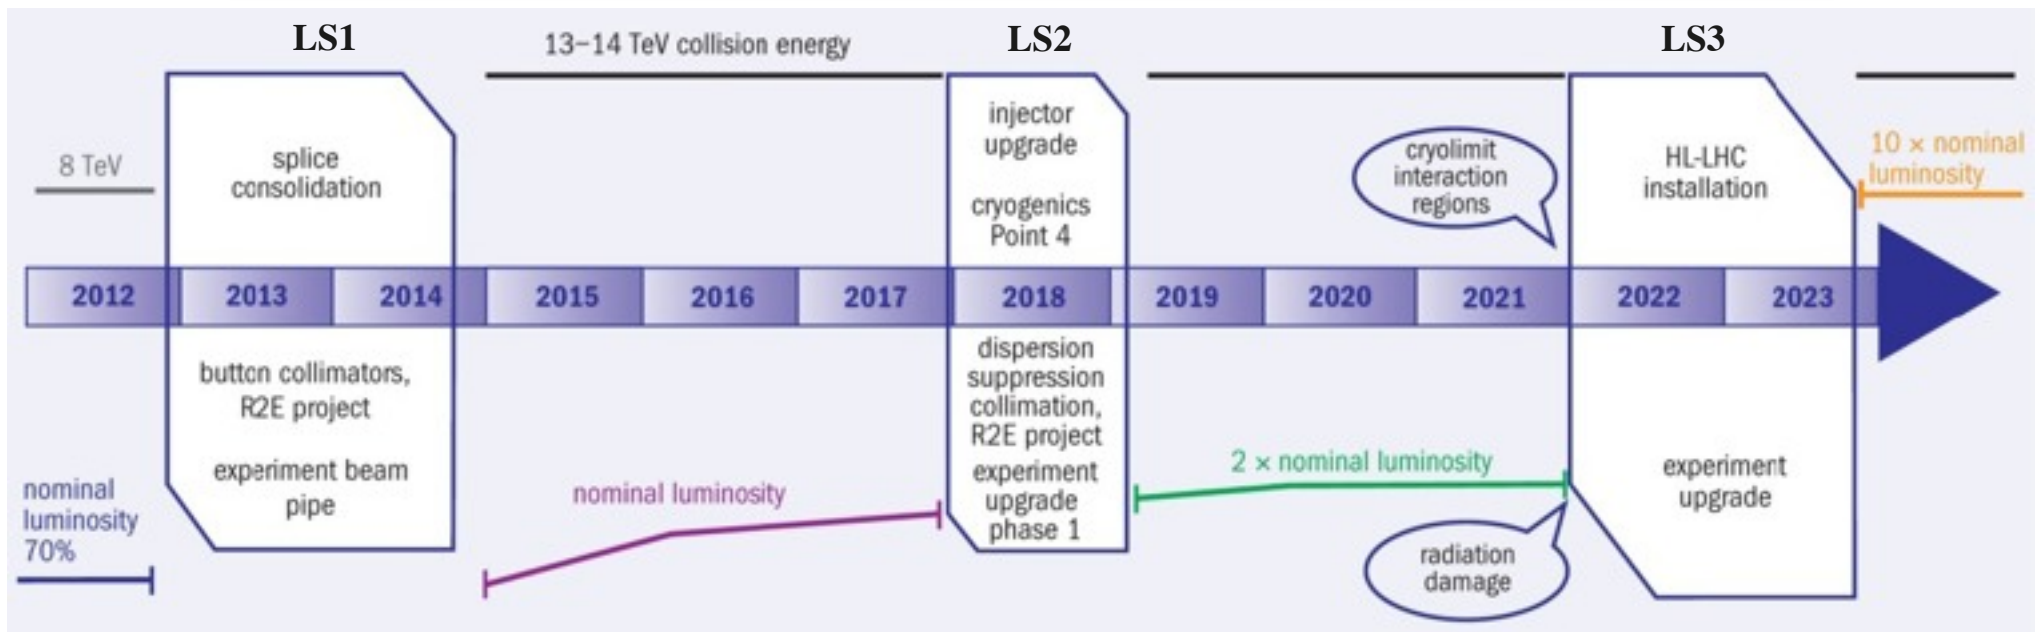 LS1
13–14 TeV collision energy
LS2
LS3
8 TeV
splice
consolidation
injector
upgrade
cryogenics
Point 4
cryolimit
interaction
regions
HL-LHC
installation
10 × nominal
luminosity
2012
2013
2014
2015
2016
2017
2018
2019
2020
2021
2022
2023
nominal
luminosity
70%
button collimators,
R2E project
experiment beam
pipe
nominal luminosity
dispersion
suppression
collimation,
R2E project
experiment
upgrade
phase 1
2 × nominal luminosity
radiation
damage
experiment
upgrade